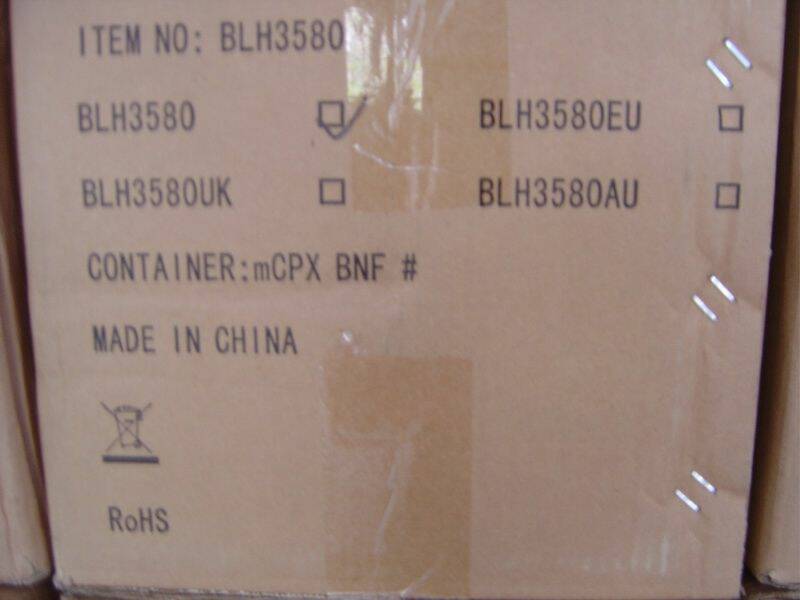 ITEM NO: BLH3580
BLH3580 BLH3580EU
BLH3580UK BLH3580AU
CONTAINER:mCPX BNF #
MADE IN CHINA
RoHS